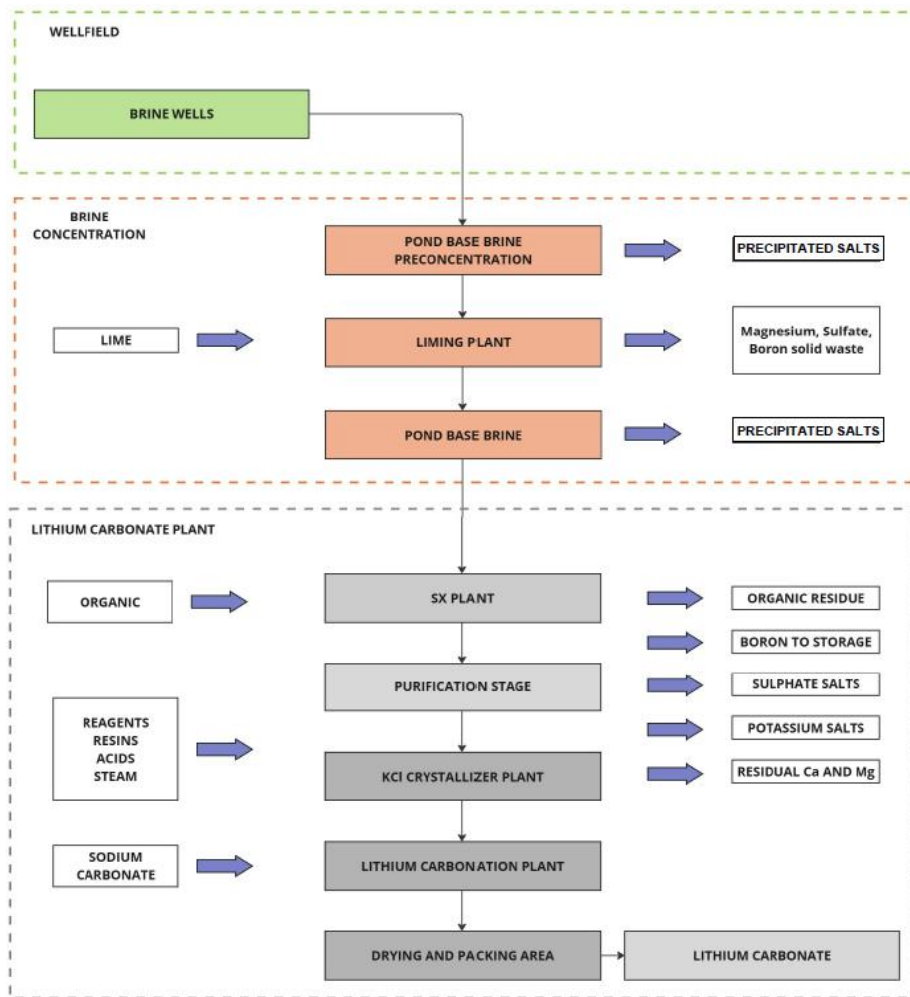 WELLFIELD
BRINE WELLS
BRINE
CONCENTRATION
POND BASE BRINE
PRECONCENTRATION
PRECIPITATED SALTS
LIME
LIMING PLANT
Magnesium, Sulfate,
Boron solid waste
POND BASE BRINE
PRECIPITATED SALTS
LITHIUM CARBONATE PLANT
ORGANIC
SX PLANT
ORGANIC RESIDUE
BORON TO STORAGE
PURIFICATION STAGE
SULPHATE SALTS
REAGENTS
RESINS
ACIDS
STEAM
POTASSIUM SALTS
KCl CRYSTALLIZER PLANT
RESIDUAL Ca AND Mg
SODIUM
CARBONATE
LITHIUM CARBONATION PLANT
DRYING AND PACKING AREA
LITHIUM CARBONATE